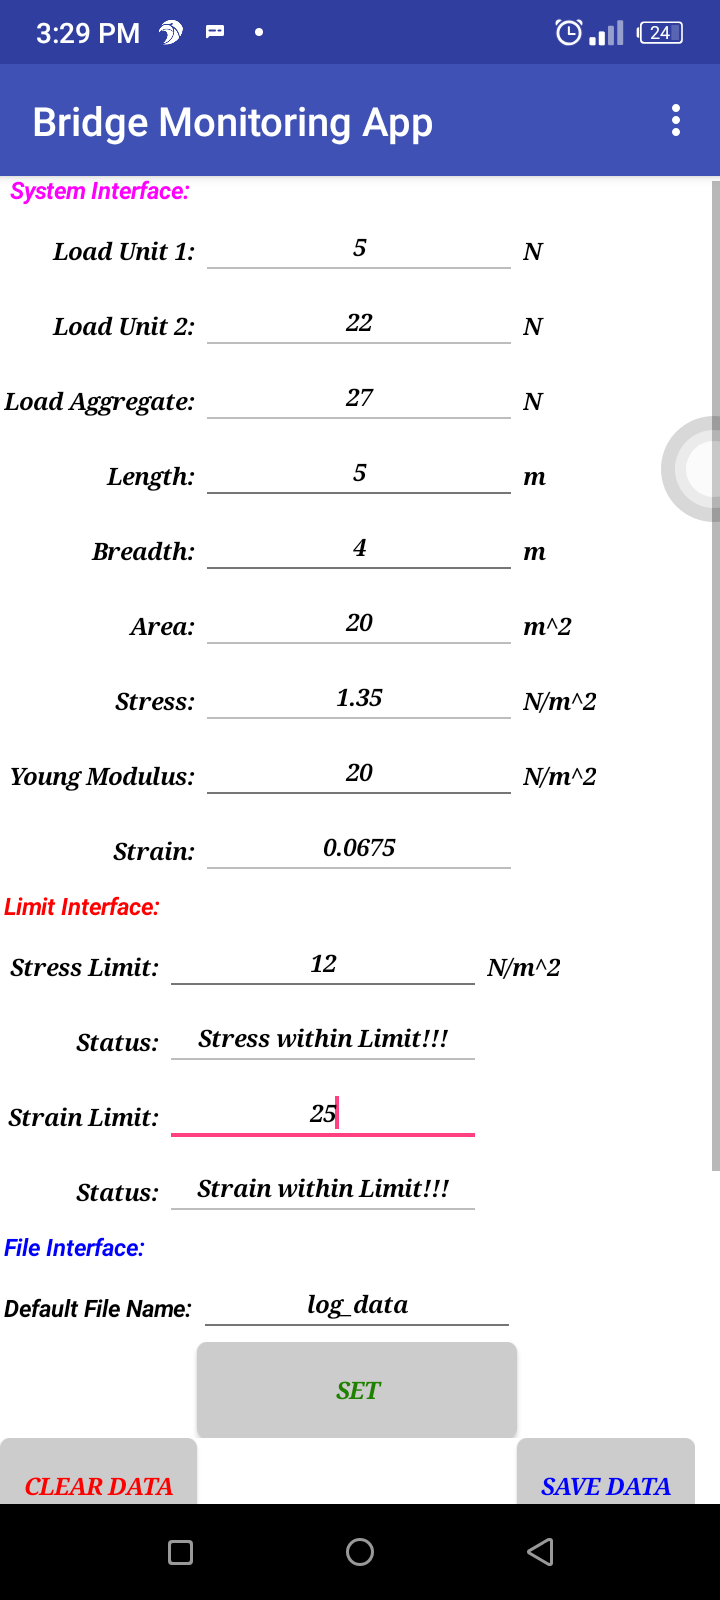 3:29 PM 24
Bridge Monitoring App
System Interface:
Load Unit 1: 5 N
Load Unit 2: 22 N
Load Aggregate: 27 N
Length: 5 m
Breadth: 4 m
Area: 20 m^2
Stress: 1.35 N/m^2
Young Modulus: 20 N/m^2
Strain: 0.0675
Limit Interface:
Stress Limit: 12 N/m^2
Status: Stress within Limit!!!
Strain Limit: 25
Status: Strain within Limit!!!
File Interface:
Default File Name: log_data
SET
CLEAR DATA SAVE DATA